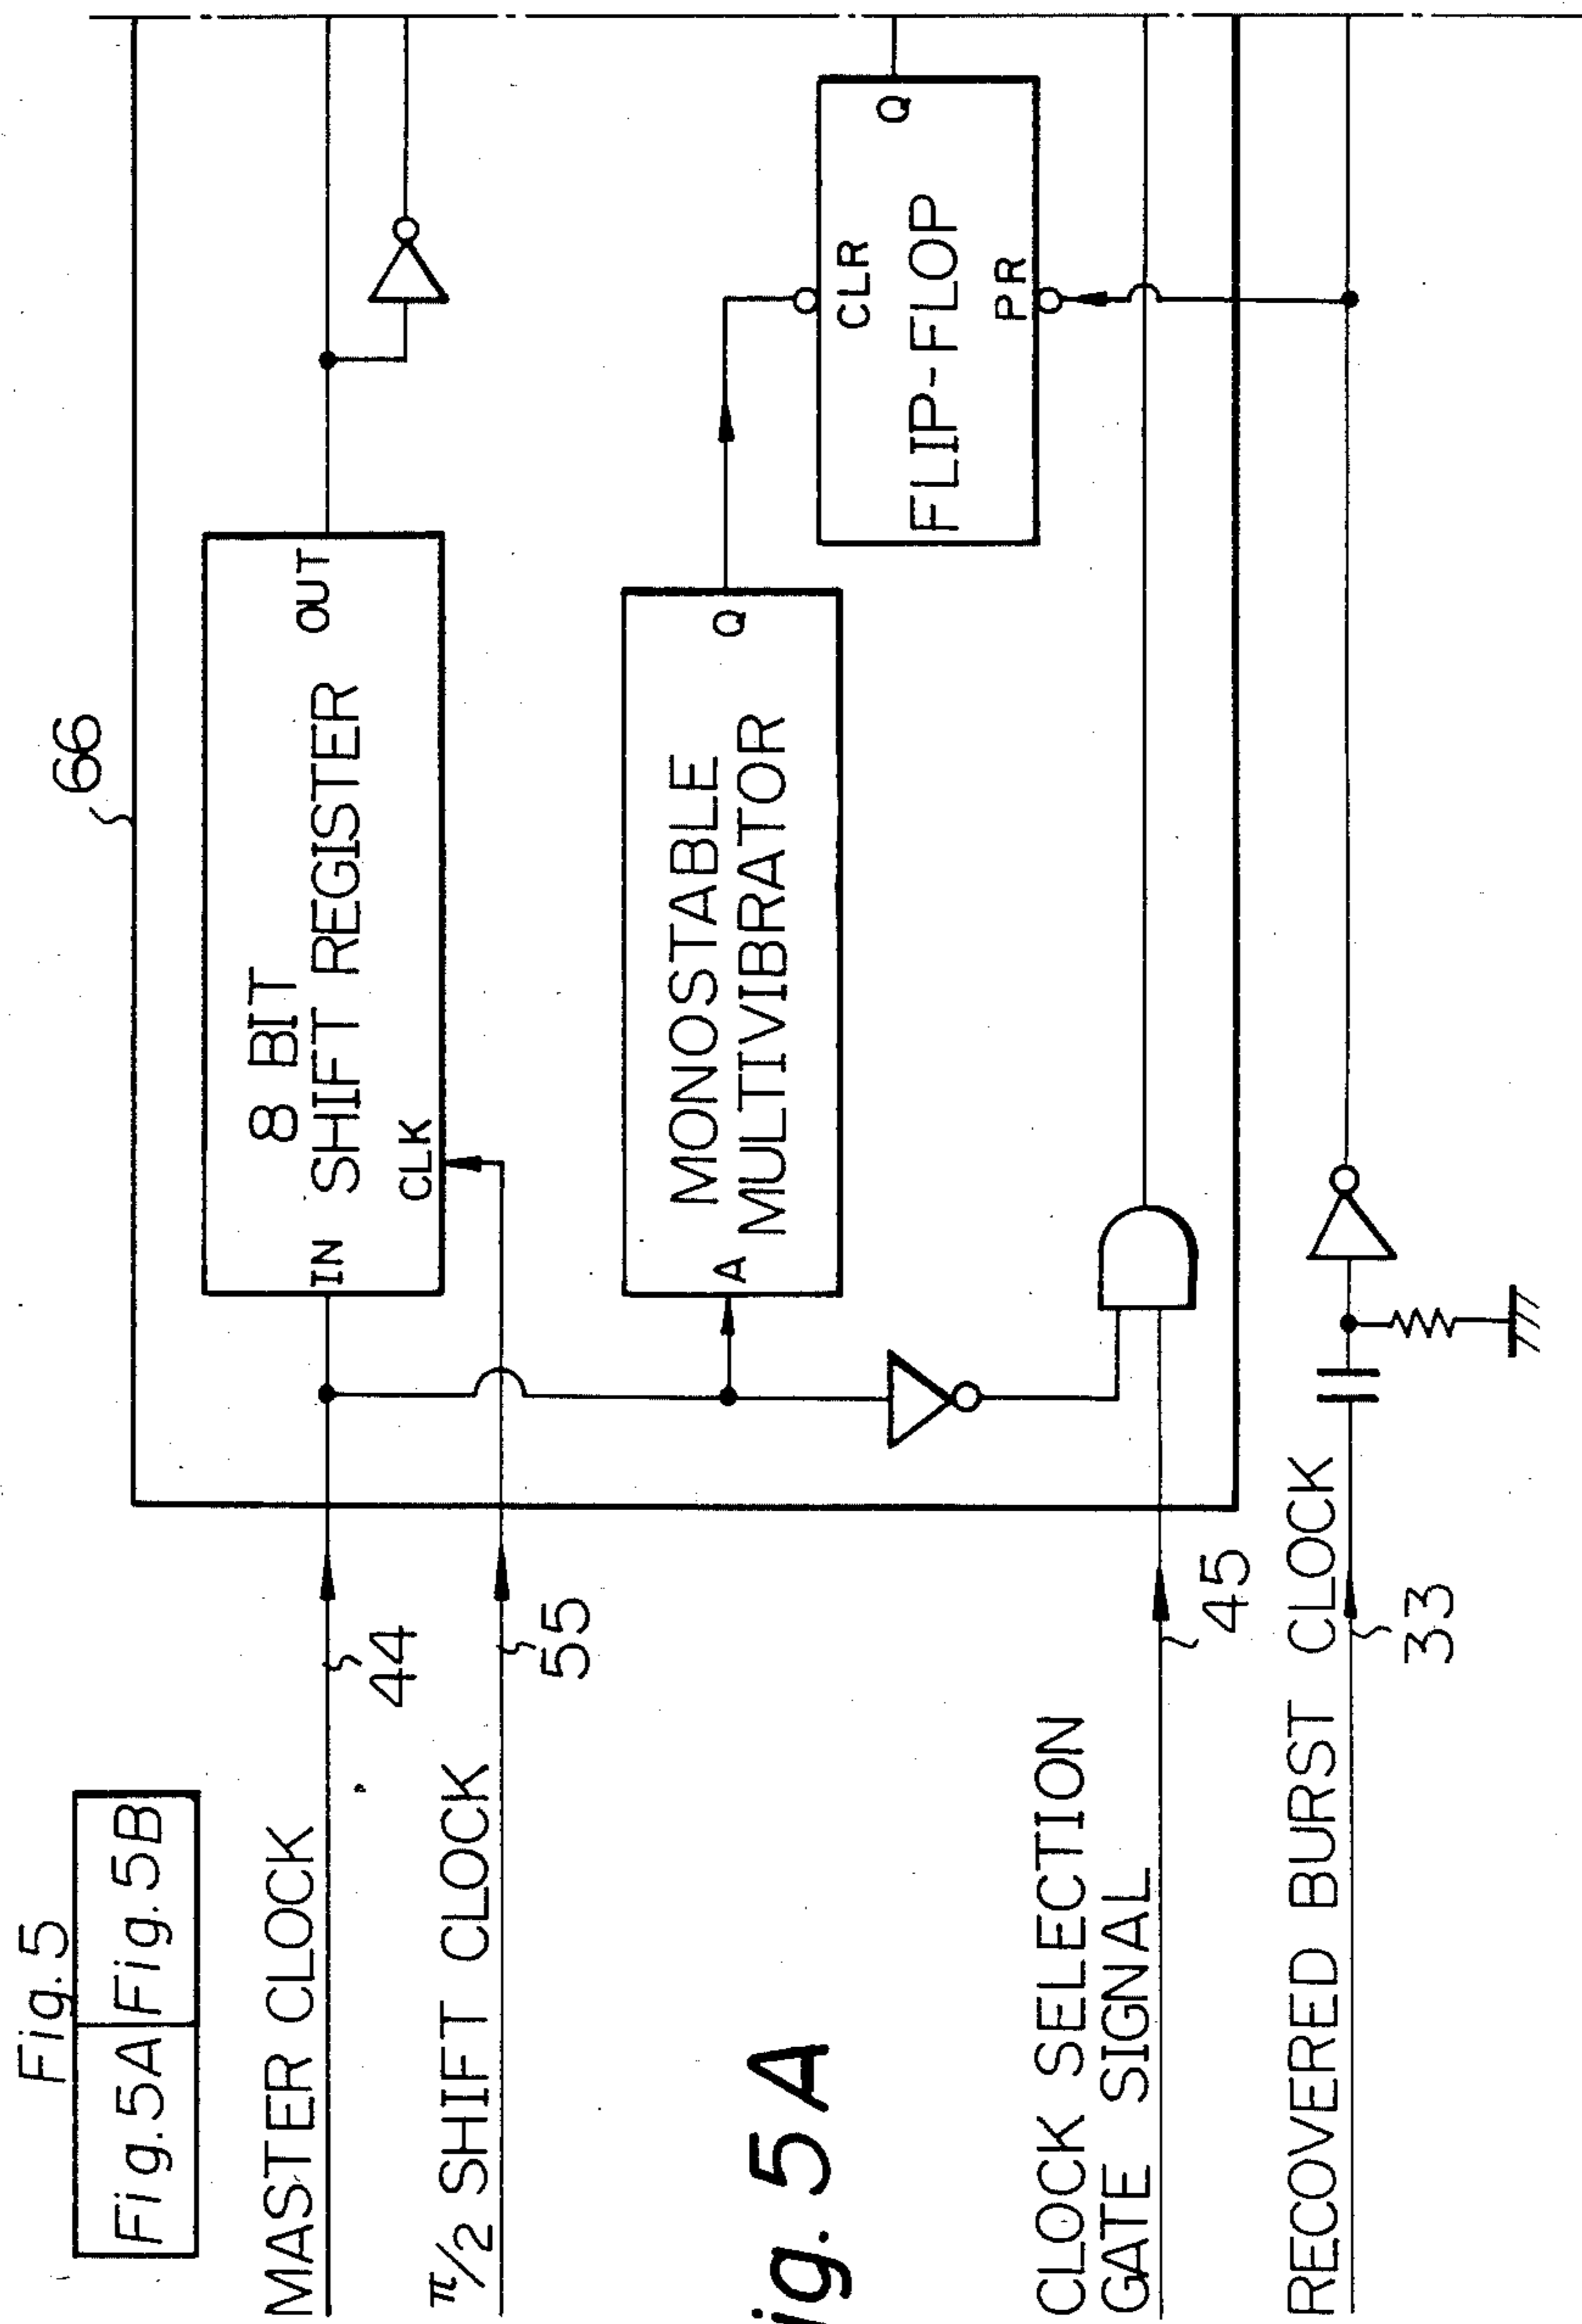 Fig.5
Fig.5A Fig.5B
66
MASTER CLOCK
44
8 BIT
SHIFT REGISTER
IN
OUT
CLK
π/2 SHIFT CLOCK
55
MONOSTABLE
MULTIVIBRATOR
A
Q
CLR
FLIP-FLOP
PR
Q
ig. 5A
CLOCK SELECTION
GATE SIGNAL
45
RECOVERED BURST CLOCK
33